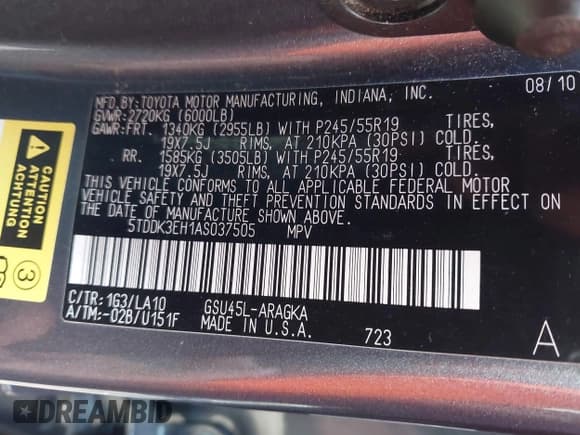 08/10
MFD.BY:TOYOTA MOTOR MANUFACTURING, INDIANA, INC.
GVWR:2720KG (6000LB)
GAWR:FRT. 1340KG (2955LB) WITH P245/55R19 TIRES,
19X7.5J RIMS, AT 210KPA (30PSI) COLD.
RR. 1585KG (3505LB) WITH P245/55R19 TIRES,
19X7.5J RIMS, AT 210KPA (30PSI) COLD.
THIS VEHICLE CONFORMS TO ALL APPLICABLE FEDERAL MOTOR
VEHICLE SAFETY AND THEFT PREVENTION STANDARDS IN EFFECT ON
THE DATE OF MANUFACTURE SHOWN ABOVE.
5TDDK3EH1AS037505 MPV
C/TR:1G3/LA10 GSU45L-ARAGKA
A/TM:-02B/U151F MADE IN U.S.A. 723 A
CAUTION
ATTENTION
ACHTUNG
3
DREAMBID